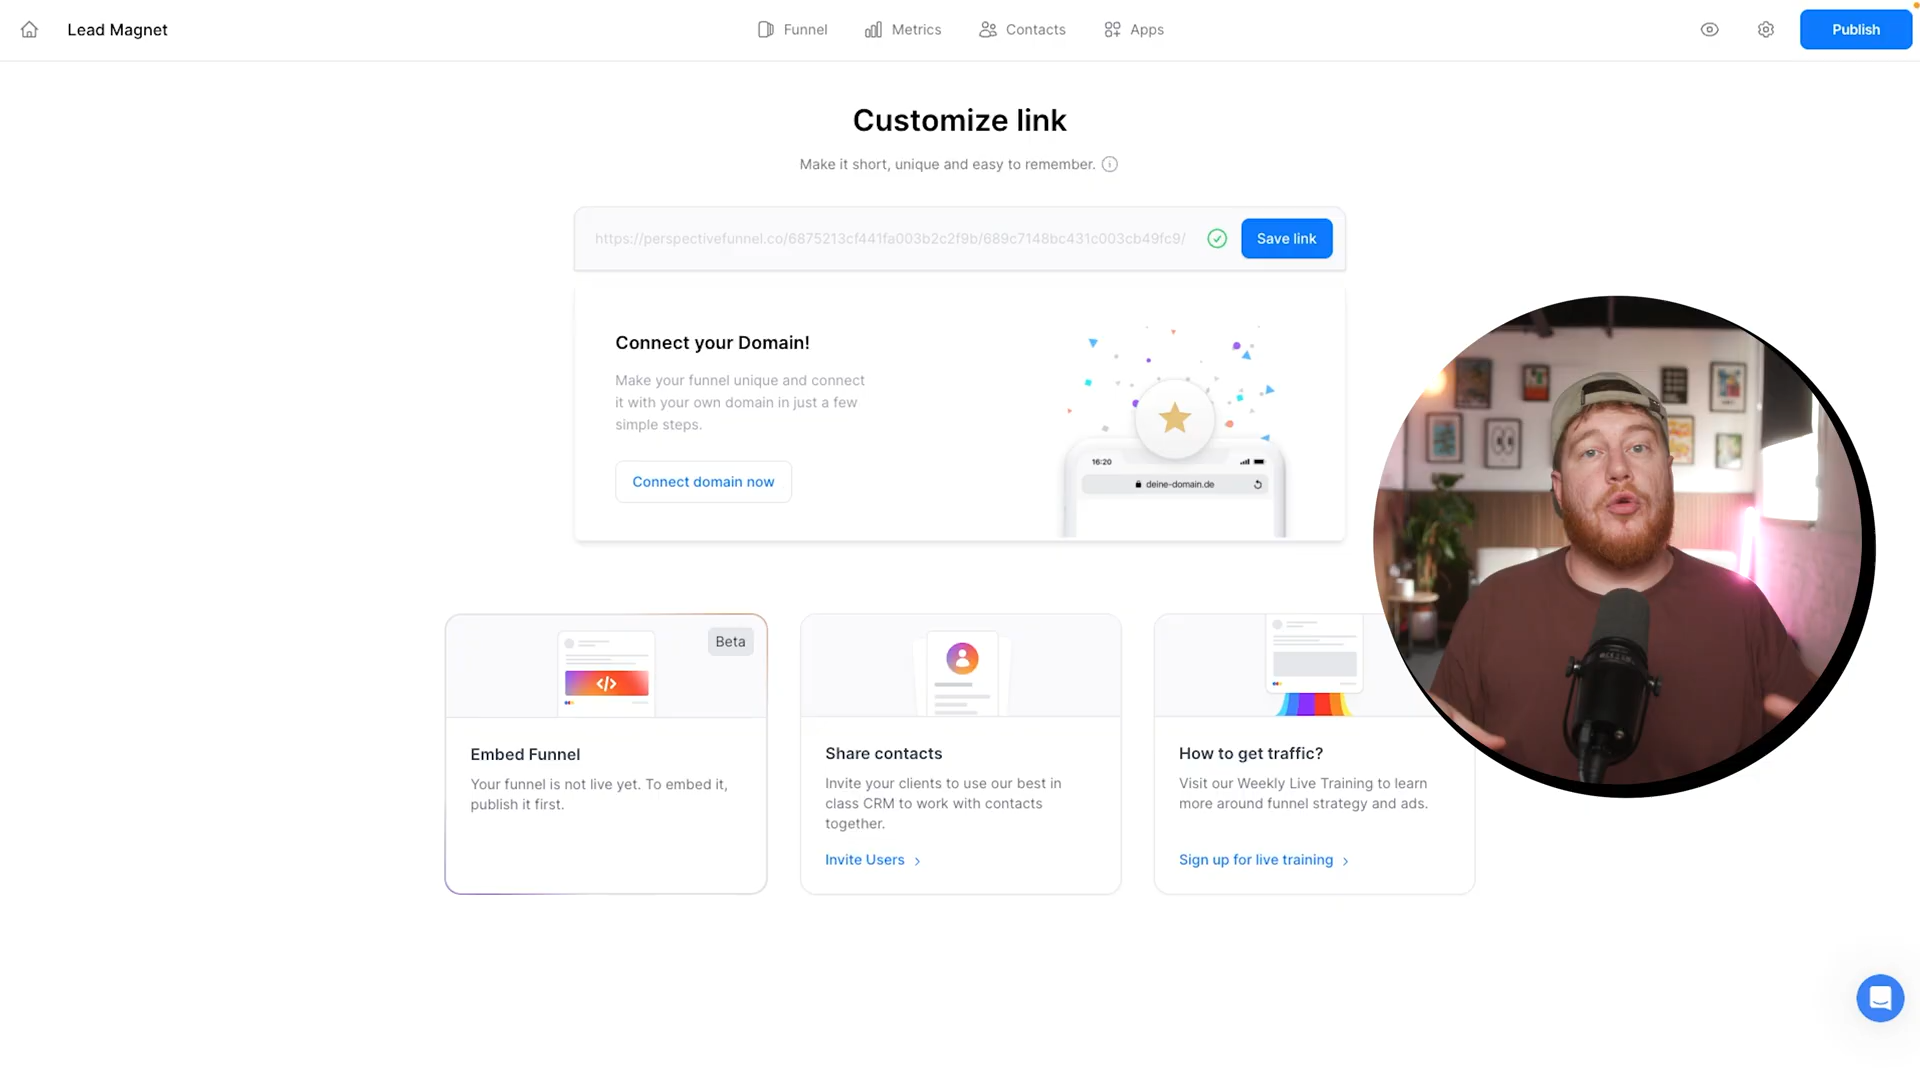 Lead Magnet
Funnel
Metrics
Contacts
Apps
Publish
Customize link
Make it short, unique and easy to remember.
https://perspectivefunnel.co/6875213cf441fa003b2c2f9b/689c7148bc431c003cb49fc9/
Save link
Connect your Domain!
Make your funnel unique and connect
it with your own domain in just a few
simple steps.
Connect domain now
16:20
deine-domain.de
Beta
Embed Funnel
Your funnel is not live yet. To embed it,
publish it first.
Share contacts
Invite your clients to use our best in
class CRM to work with contacts
together.
Invite Users
How to get traffic?
Visit our Weekly Live Training to learn
more around funnel strategy and ads.
Sign up for live training